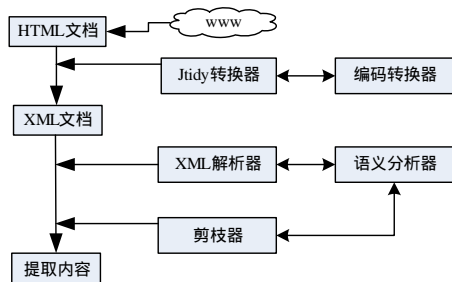 www
HTML文档
Jtidy转换器
编码转换器
XML文档
XML解析器
语义分析器
剪枝器
提取内容